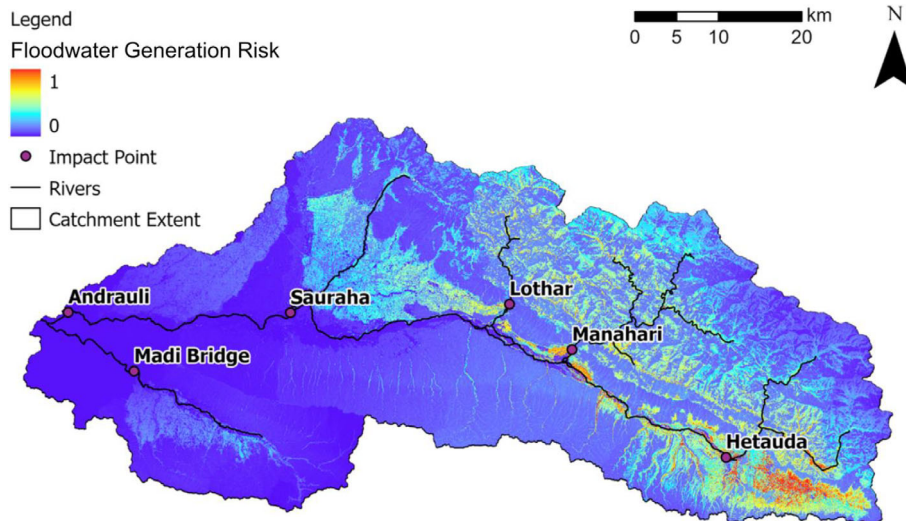 Legend
Floodwater Generation Risk
1
0
Impact Point
Rivers
Catchment Extent
km
0 5 10 20
N
Andrauli
Sauraha
Lothar
Manahari
Madi Bridge
Hetauda